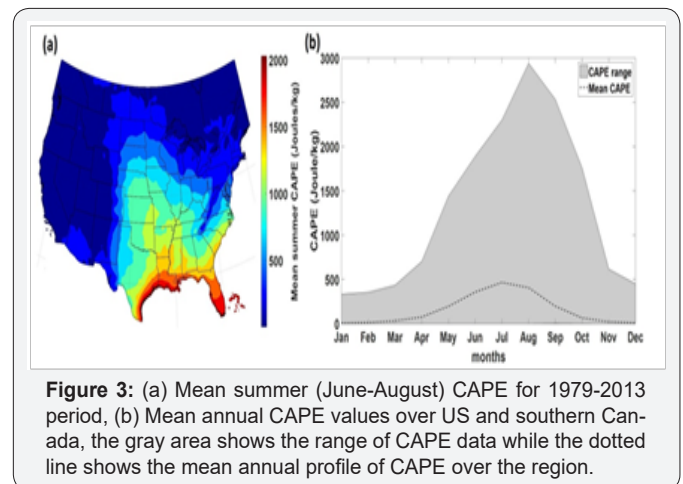 (a)
2000
1500
1000
500
Mean summer CAPE (Joules/kg)
(b)
3000
2500
2000
1500
1000
500
0
CAPE (Joule/kg)
CAPE range
Mean CAPE
Jan Feb Mar Apr May Jun Jul Aug Sep Oct Nov Dec
months
Figure 3: (a) Mean summer (June-August) CAPE for 1979-2013
period, (b) Mean annual CAPE values over US and southern Can-
ada, the gray area shows the range of CAPE data while the dotted
line shows the mean annual profile of CAPE over the region.